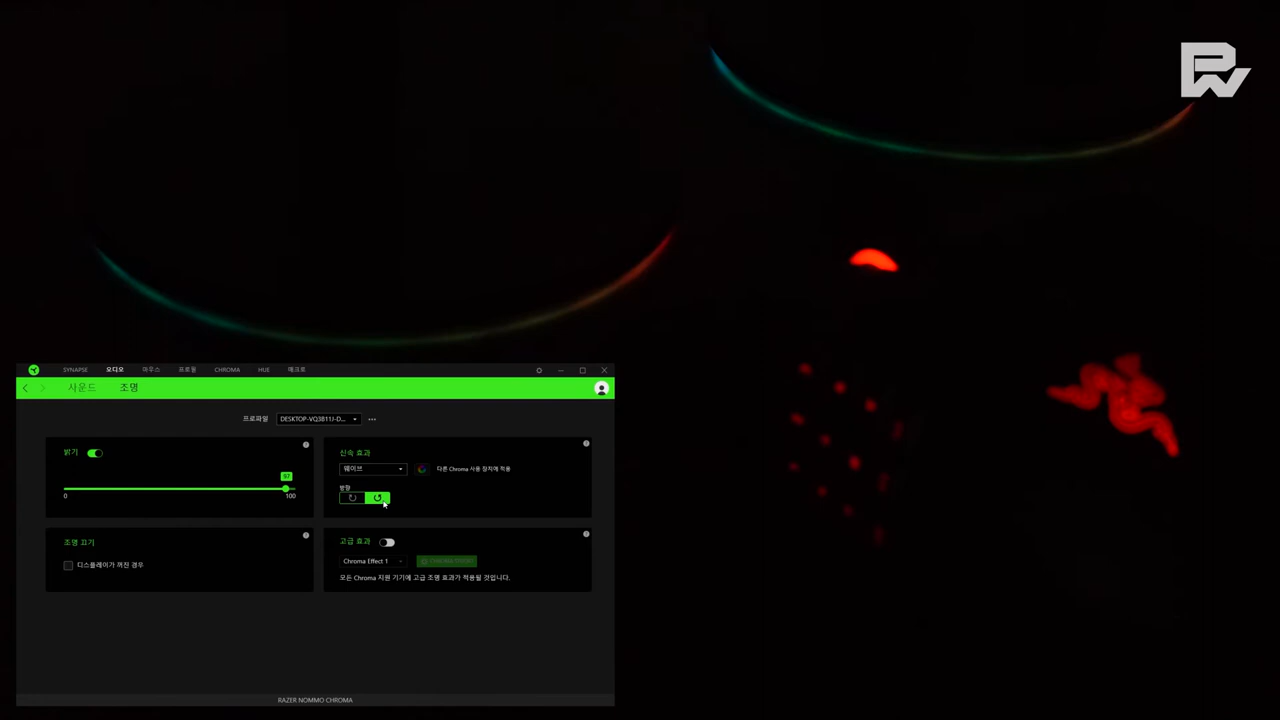 PW
SYNAPSE 오디오 마우스 프로필 CHROMA HUE 매크로
사운드 조명
프로파일 DESKTOP-VQ3B11J-D...
밝기
97
0 100
신속 효과
웨이브 다른 Chroma 사용 장치에 적용
방향
조명 끄기
디스플레이가 꺼진 경우
고급 효과
Chroma Effect 1 CHROMA STUDIO
모든 Chroma 지원 기기에 고급 조명 효과가 적용될 것입니다.
RAZER NOMMO CHROMA